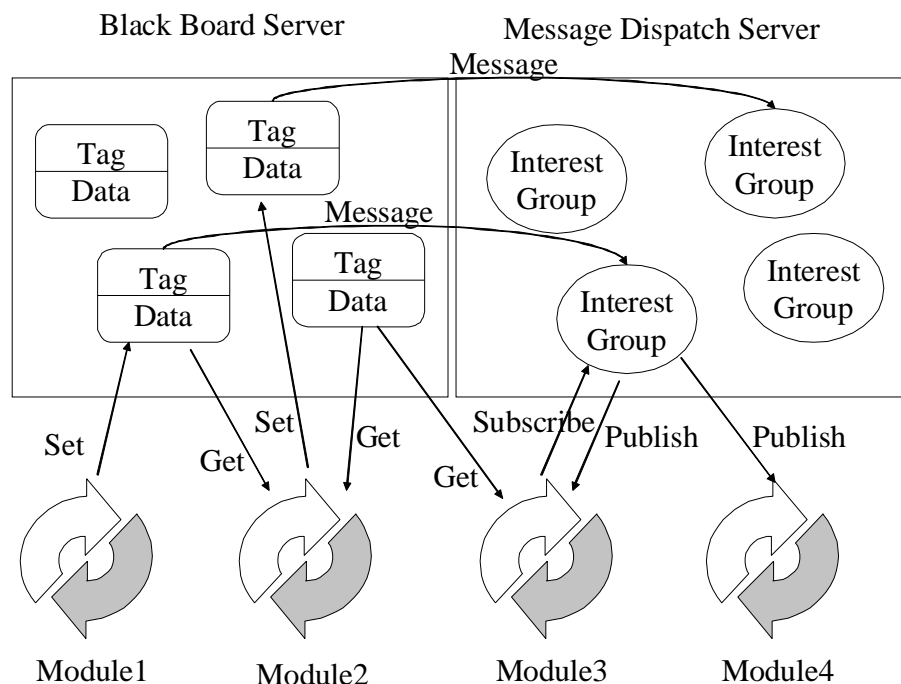 Black Board Server
Message Dispatch Server
Message
Tag
Data
Tag
Data
Interest
Group
Interest
Group
Message
Tag
Data
Tag
Data
Interest
Group
Interest
Group
Set
Get
Set
Get
Get
Subscribe
Publish
Publish
Module1
Module2
Module3
Module4